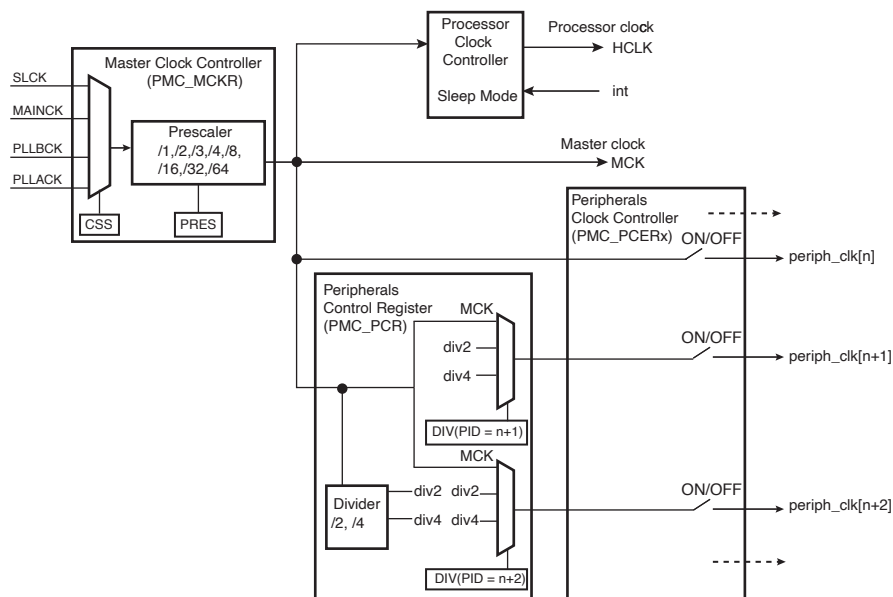 Processor
Clock
Controller
Sleep Mode
Processor clock
HCLK
int
Master Clock Controller
(PMC_MCKR)
SLCK
MAINCK
PLLBCK
PLLACK
Prescaler
/1,/2,/3,/4,/8,
/16,/32,/64
CSS
PRES
Master clock
MCK
Peripherals
Clock Controller
(PMC_PCERx)
ON/OFF
periph_clk[n]
Peripherals
Control Register
(PMC_PCR)
MCK
div2
div4
ON/OFF
periph_clk[n+1]
DIV(PID = n+1)
MCK
Divider
/2, /4
div2
div2
div4
div4
ON/OFF
periph_clk[n+2]
DIV(PID = n+2)